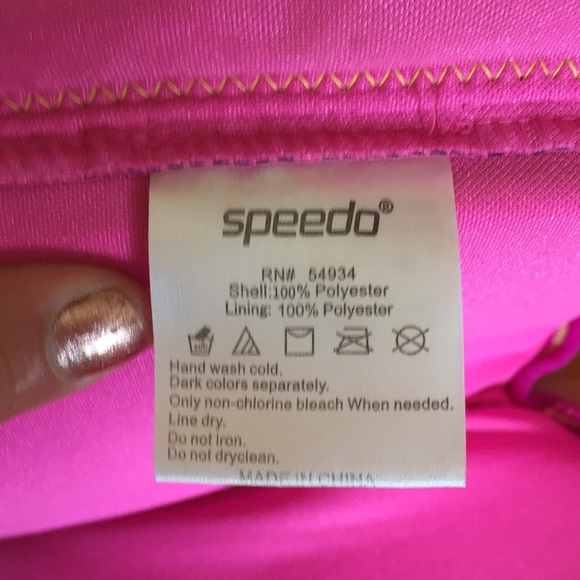 speedo®
RN# 54934
Shell:100% Polyester
Lining: 100% Polyester
Hand wash cold.
Dark colors separately.
Only non-chlorine bleach When needed.
Line dry.
Do not iron.
Do not dryclean.
MADE IN CHINA